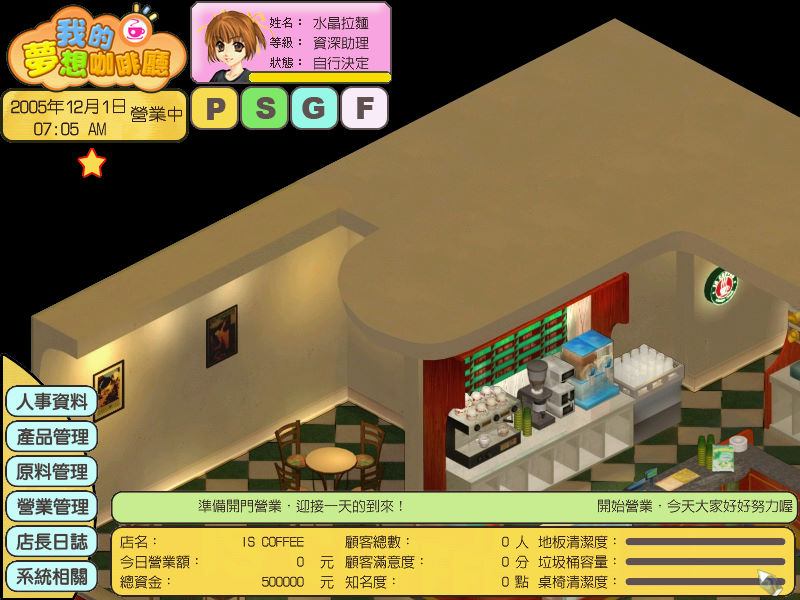 我的
夢想咖啡廳
姓名： 水晶拉麵
等級： 資深助理
狀態： 自行決定
2005年12月1日 營業中
07:05 AM
P S G F
人事資料
產品管理
原料管理
營業管理
店長日誌
系統相關
準備開門營業．迎接一天的到來！ 開始營業．今天大家好好努力喔
店名： IS COFFEE 顧客總數： 0 人 地板清潔度：
今日營業額： 0 元 顧客滿意度： 0 分 垃圾桶容量：
總資金： 500000 元 知名度： 0 點 桌椅清潔度：